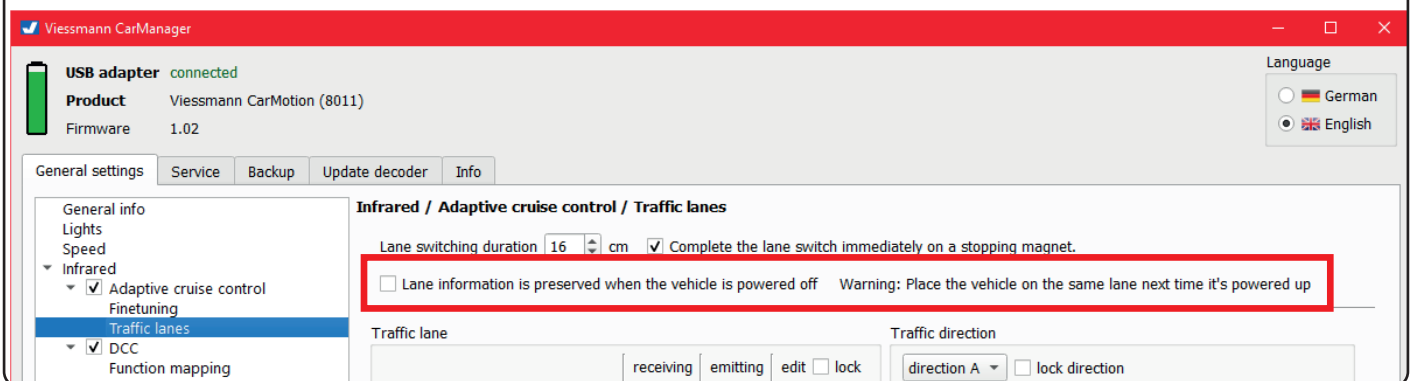 Viessmann CarManager
Language
USB adapter connected
Product Viessmann CarMotion (8011)
German
Firmware 1.02
English
General settings Service Backup Update decoder Info
General info
Lights
Speed
Infrared
Adaptive cruise control
Finetuning
Traffic lanes
DCC
Function mapping
Infrared / Adaptive cruise control / Traffic lanes
Lane switching duration 16 cm Complete the lane switch immediately on a stopping magnet.
Lane information is preserved when the vehicle is powered off Warning: Place the vehicle on the same lane next time it's powered up
Traffic lane
receiving emitting edit lock
Traffic direction
direction A lock direction